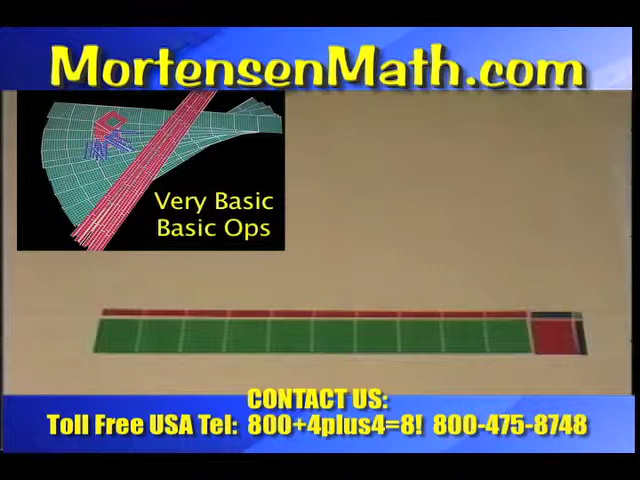 MortensenMath.com
Very Basic
Basic Ops
CONTACT US:
Toll Free USA Tel:  800+4plus4=8!  800-475-8748